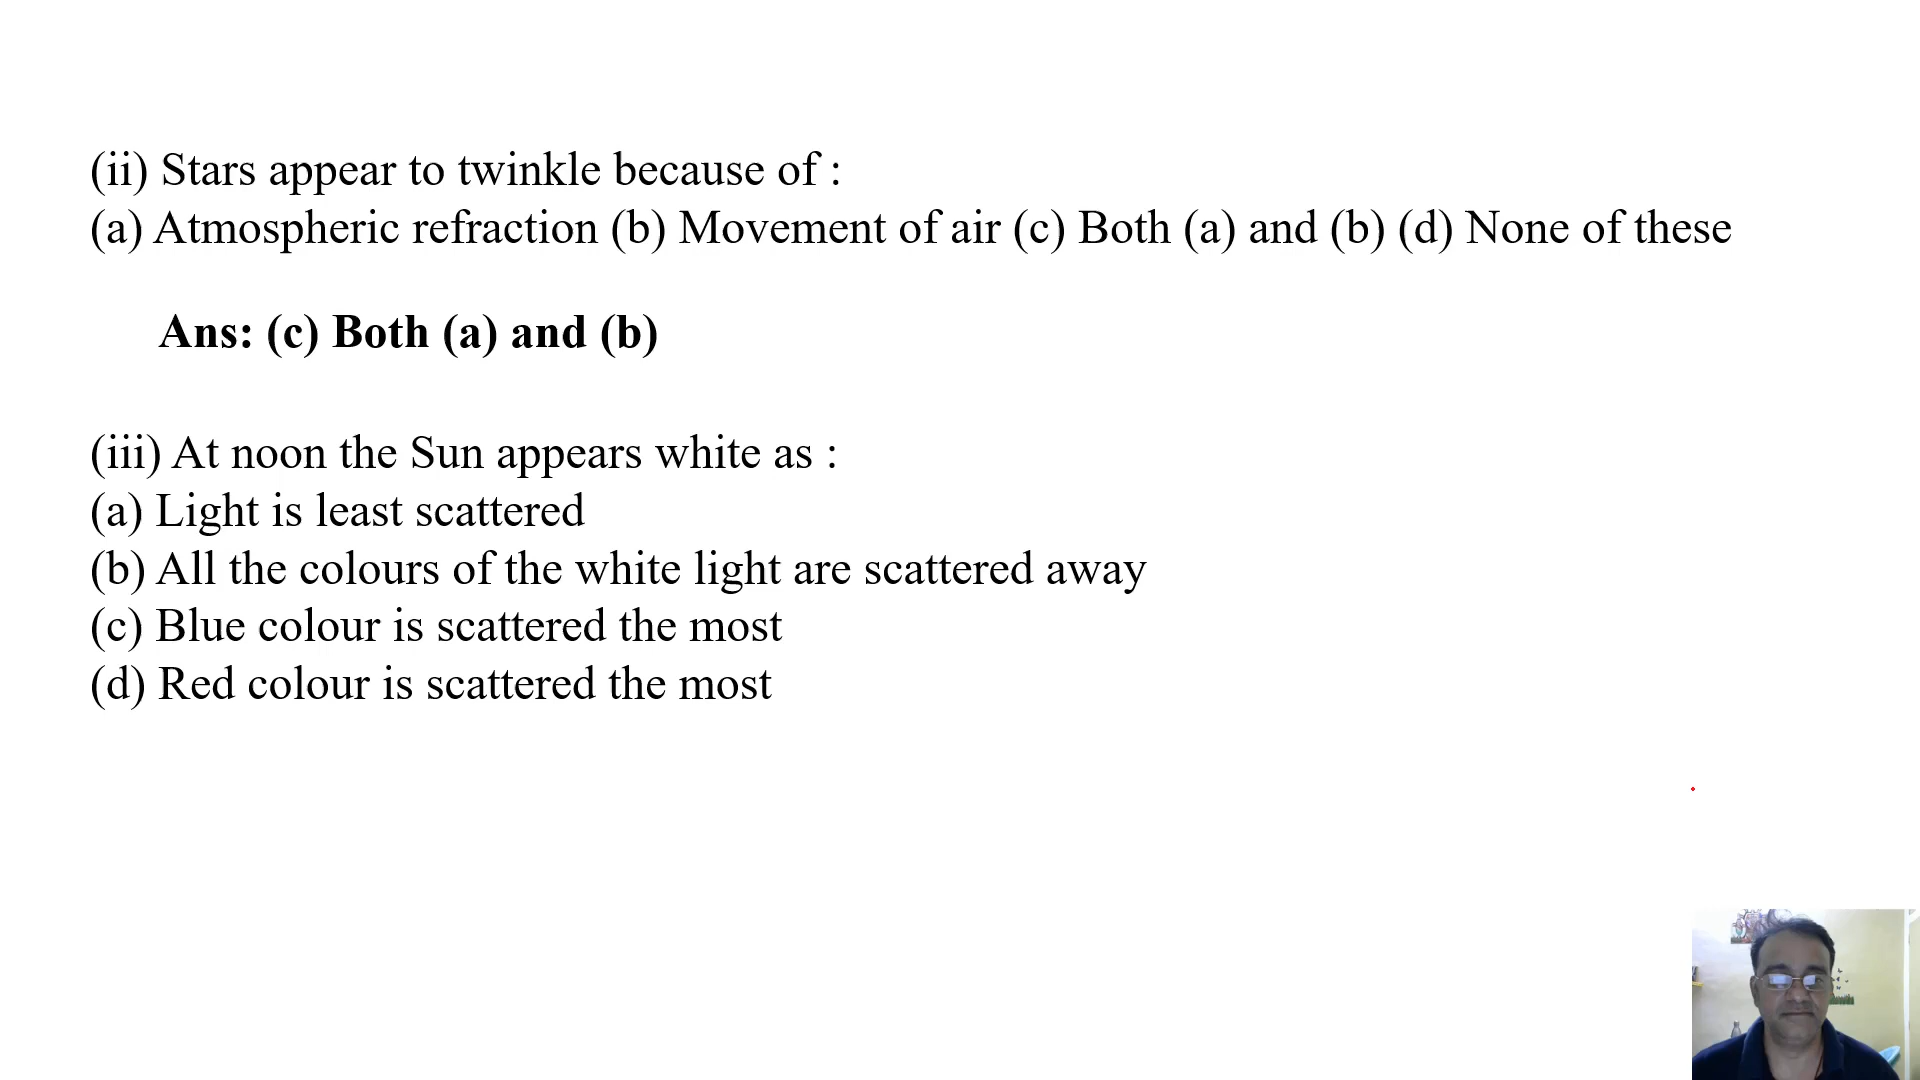 (ii) Stars appear to twinkle because of :
(a) Atmospheric refraction (b) Movement of air (c) Both (a) and (b) (d) None of these
Ans: (c) Both (a) and (b)
(iii) At noon the Sun appears white as :
(a) Light is least scattered
(b) All the colours of the white light are scattered away
(c) Blue colour is scattered the most
(d) Red colour is scattered the most